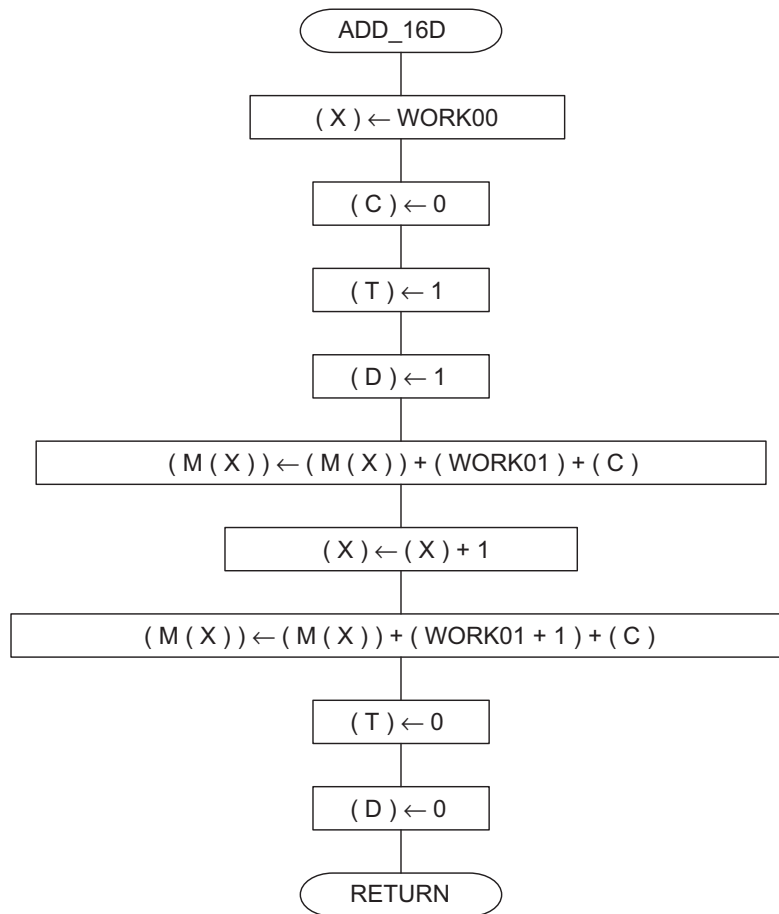 ADD_16D
( X ) ← WORK00
( C ) ← 0
( T ) ← 1
( D ) ← 1
( M ( X ) ) ← ( M ( X ) ) + ( WORK01 ) + ( C )
( X ) ← ( X ) + 1
( M ( X ) ) ← ( M ( X ) ) + ( WORK01 + 1 ) + ( C )
( T ) ← 0
( D ) ← 0
RETURN